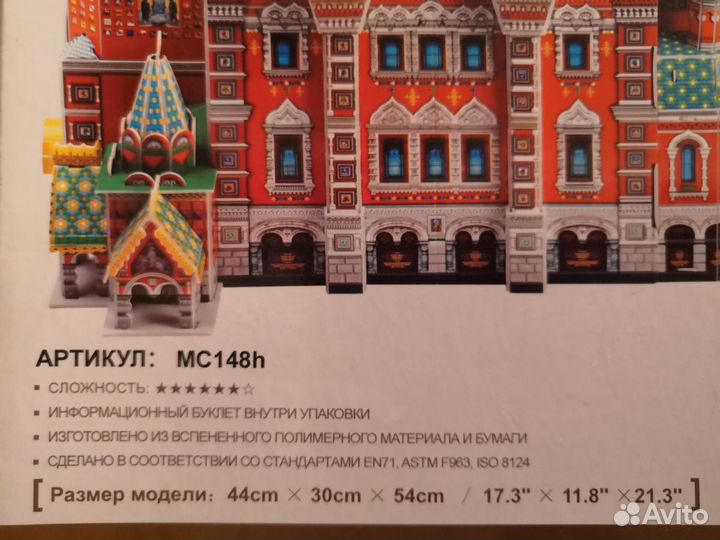 АРТИКУЛ: MC148h
▪ СЛОЖНОСТЬ: ★★★★★★☆
▪ ИНФОРМАЦИОННЫЙ БУКЛЕТ ВНУТРИ УПАКОВКИ
▪ ИЗГОТОВЛЕНО ИЗ ВСПЕНЕННОГО ПОЛИМЕРНОГО МАТЕРИАЛА И БУМАГИ
▪ СДЕЛАНО В СООТВЕТСТВИИ СО СТАНДАРТАМИ EN71, ASTM F963, ISO 8124
[ Размер модели: 44cm × 30cm × 54cm / 17.3" × 11.8" ×21.3" ]
Avito